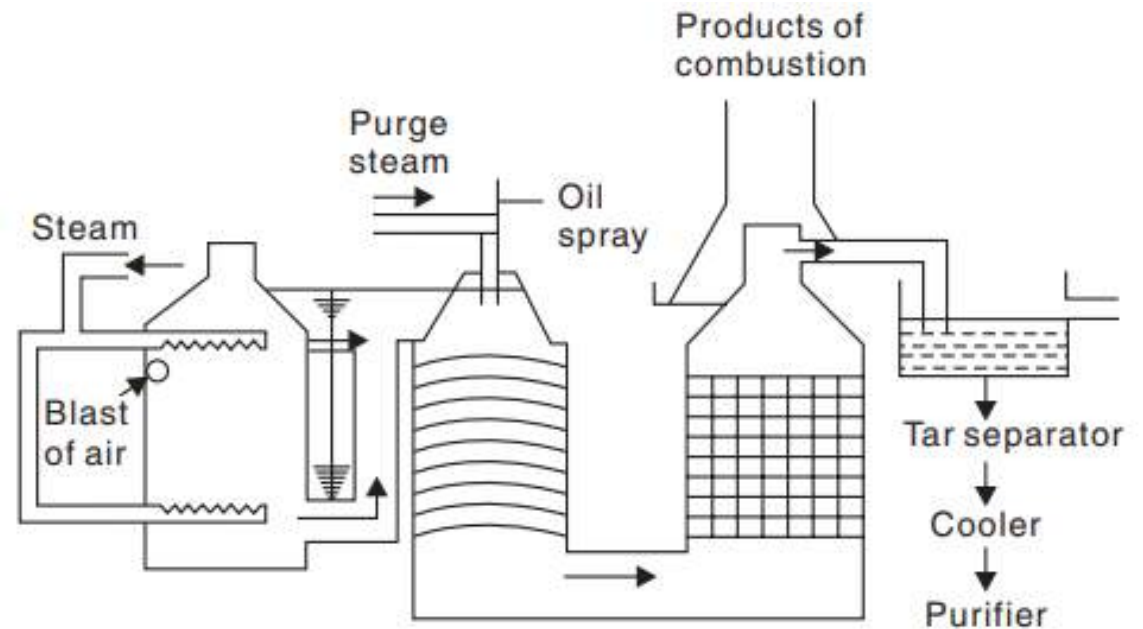 Products of
combustion
Purge
steam
Oil
spray
Steam
Blast
of air
Tar separator
Cooler
Purifier